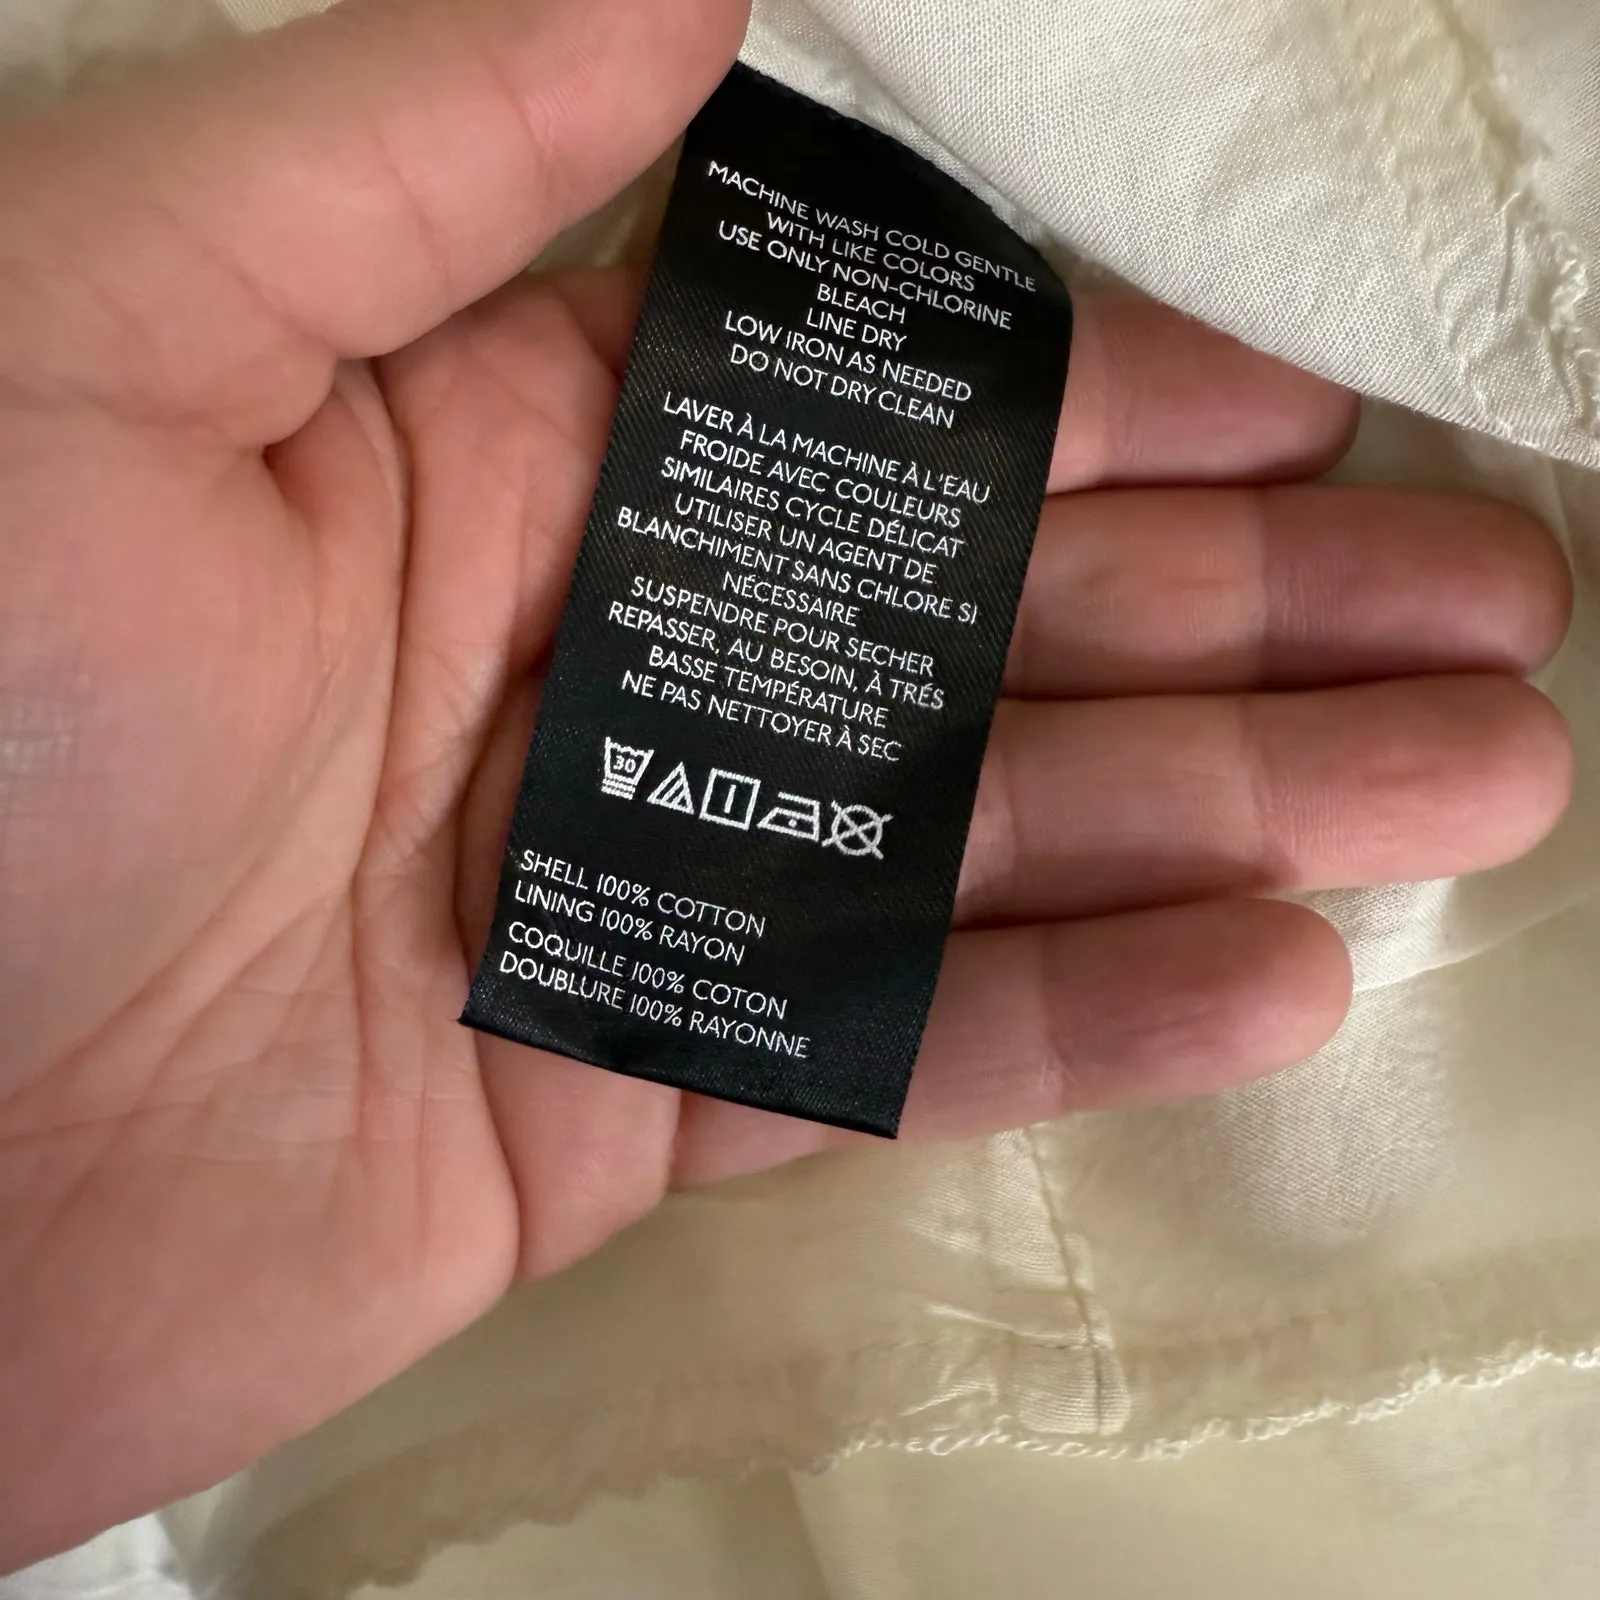 MACHINE WASH COLD GENTLE
WITH LIKE COLORS
USE ONLY NON-CHLORINE
BLEACH
LINE DRY
LOW IRON AS NEEDED
DO NOT DRY CLEAN
LAVER À LA MACHINE À L'EAU
FROIDE AVEC COULEURS
SIMILAIRES CYCLE DÉLICAT
UTILISER UN AGENT DE
BLANCHIMENT SANS CHLORE SI
NÉCESSAIRE
SUSPENDRE POUR SECHER
REPASSER, AU BESOIN, À TRÉS
BASSE TEMPÉRATURE
NE PAS NETTOYER À SEC
30
SHELL 100% COTTON
LINING 100% RAYON
COQUILLE 100% COTON
DOUBLURE 100% RAYONNE